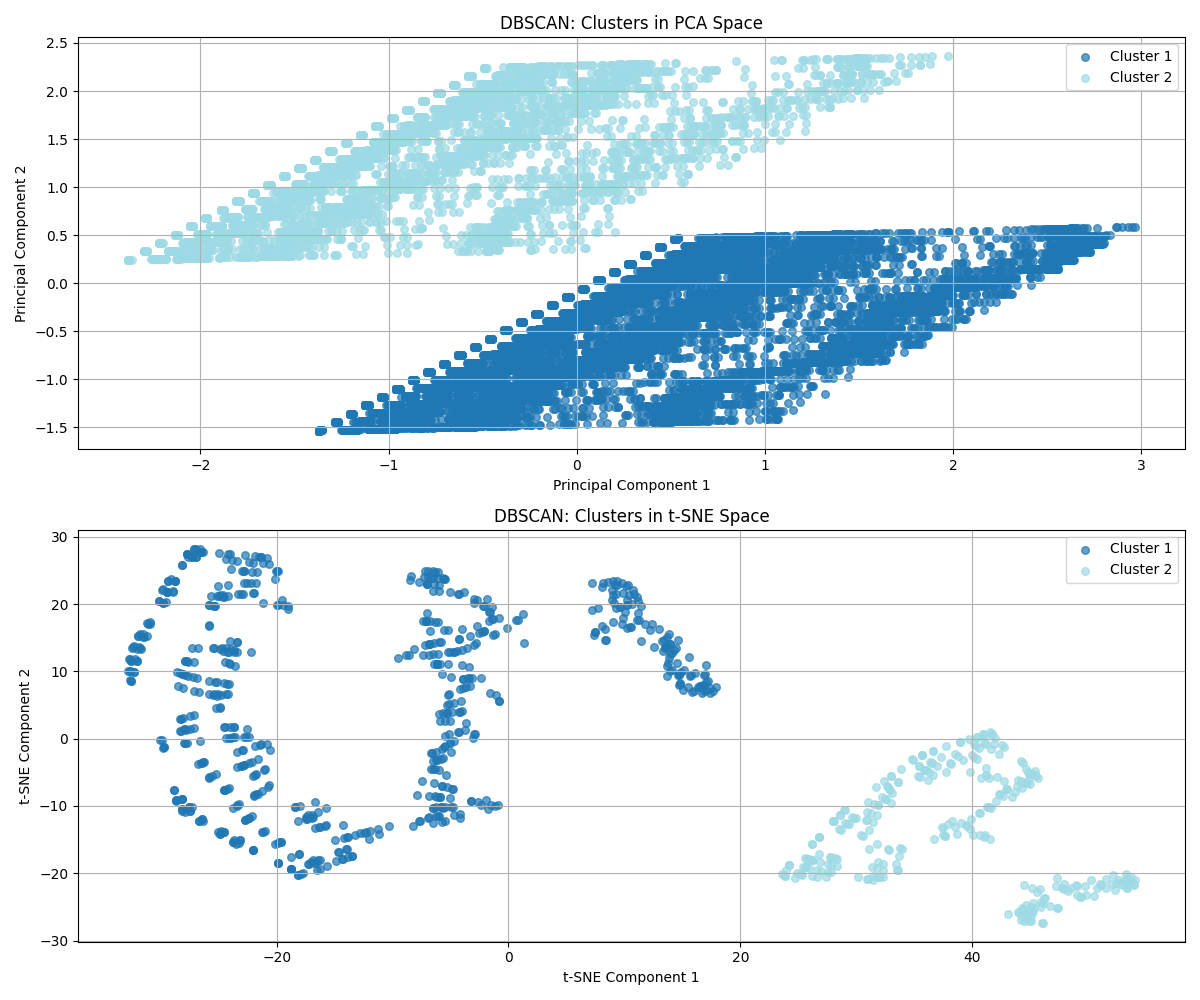 DBSCAN: Clusters in PCA Space
Cluster 1
Cluster 2
2.5
2.0
1.5
1.0
0.5
0.0
−0.5
−1.0
−1.5
Principal Component 2
−2
−1
0
1
2
3
Principal Component 1
DBSCAN: Clusters in t-SNE Space
Cluster 1
Cluster 2
30
20
10
0
−10
−20
−30
t-SNE Component 2
−20
0
20
40
t-SNE Component 1